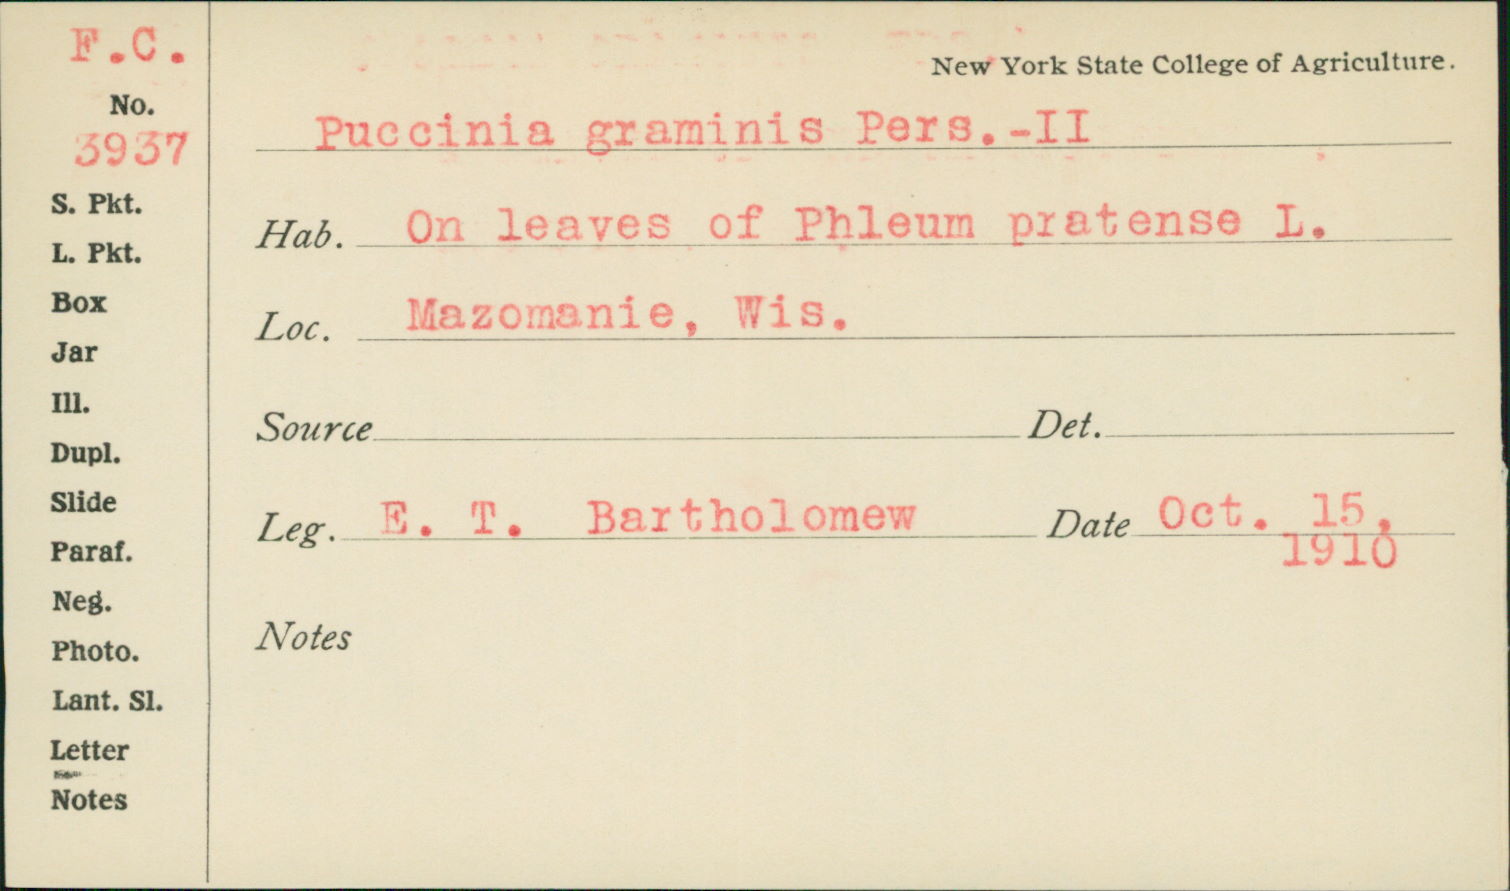 F.C.
No.
3937
S. Pkt.
L. Pkt.
Box
Jar
Ill.
Dupl.
Slide
Paraf.
Neg.
Photo.
Lant. Sl.
Letter
Notes
New York State College of Agriculture.
Puccinia graminis Pers.-II
Hab. On leaves of Phleum pratense L.
Loc. Mazomanie, Wis.
Source Det.
Leg. E. T. Bartholomew Date Oct. 15,
1910
Notes